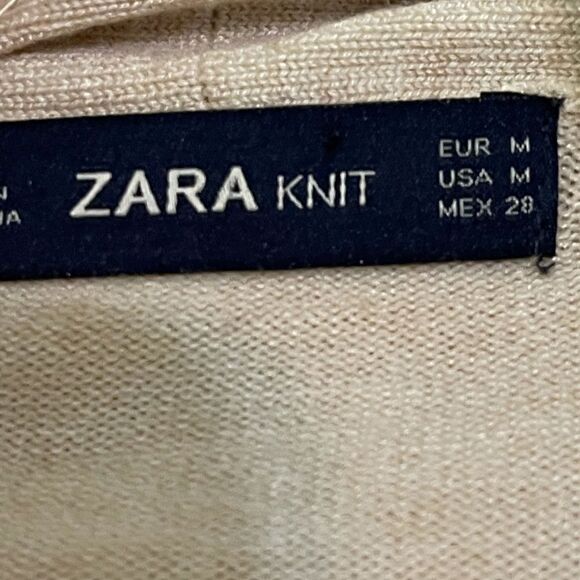 ZARA KNIT
EUR M
USA M
MEX 28